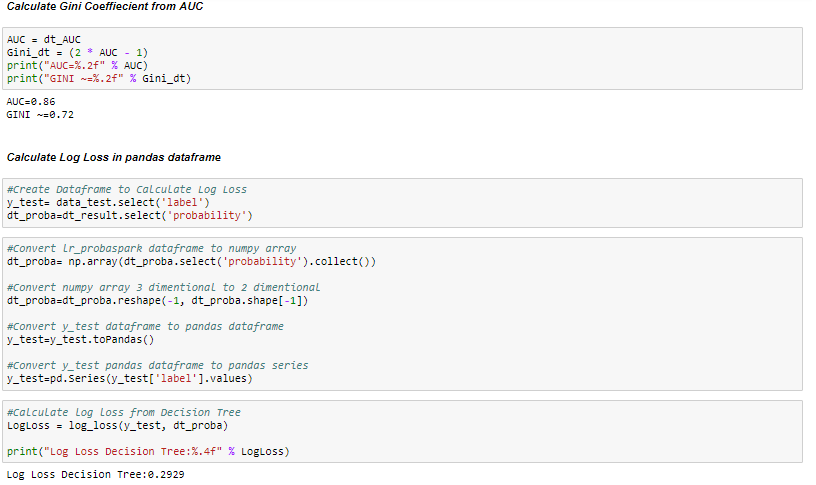 Calculate Gini Coeffiecient from AUC
AUC = dt_AUC
Gini_dt = (2 * AUC - 1)
print("AUC=%.2f" % AUC)
print("GINI ~=%.2f" % Gini_dt)
AUC=0.86
GINI ~=0.72
Calculate Log Loss in pandas dataframe
#Create Dataframe to Calculate Log Loss
y_test= data_test.select('label')
dt_proba=dt_result.select('probability')
#Convert lr_probaspark dataframe to numpy array
dt_proba= np.array(dt_proba.select('probability').collect())
#Convert numpy array 3 dimentional to 2 dimentional
dt_proba=dt_proba.reshape(-1, dt_proba.shape[-1])
#Convert y_test dataframe to pandas dataframe
y_test=y_test.toPandas()
#Convert y_test pandas dataframe to pandas series
y_test=pd.Series(y_test['label'].values)
#Calculate log loss from Decision Tree
LogLoss = log_loss(y_test, dt_proba)
print("Log Loss Decision Tree:%.4f" % LogLoss)
Log Loss Decision Tree:0.2929